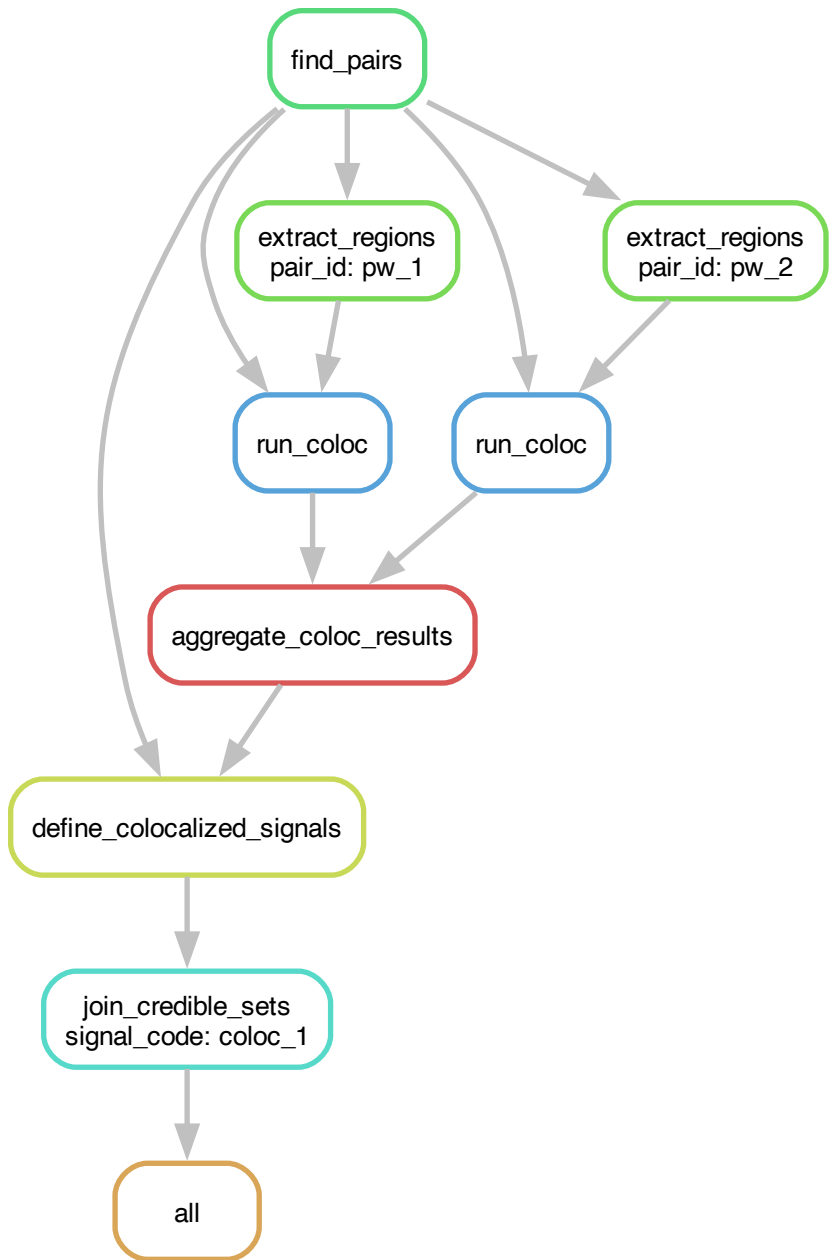 find_pairs
extract_regions
pair_id: pw_1
extract_regions
pair_id: pw_2
run_coloc
run_coloc
aggregate_coloc_results
define_colocalized_signals
join_credible_sets
signal_code: coloc_1
all